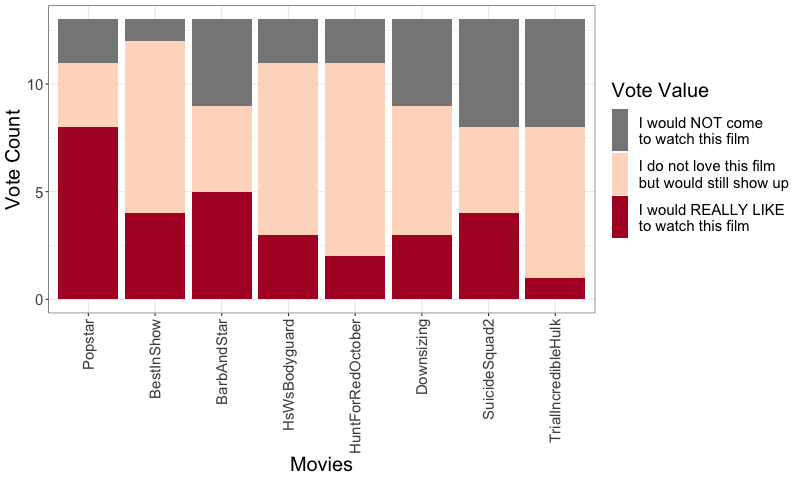 Vote Count
10
5
0
Popstar
BestInShow
BarbAndStar
HsWsBodyguard
HuntForRedOctober
Downsizing
SuicideSquad2
TrialIncredibleHulk
Movies
Vote Value
I would NOT come
to watch this film
I do not love this film
but would still show up
I would REALLY LIKE
to watch this film